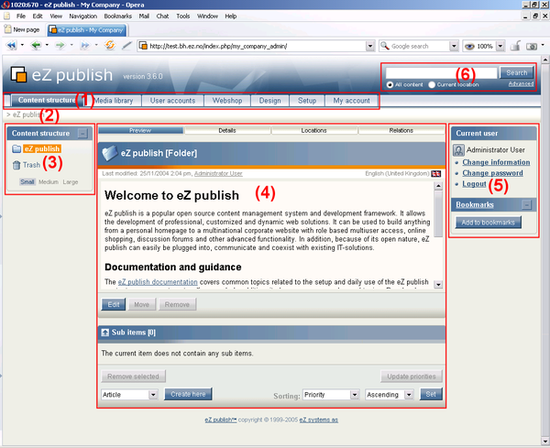 1020:670 - eZ publish - My Company - Opera
File Edit View Navigation Bookmarks Mail Chat Tools Window Help
New page eZ publish - My Company
http://test.bh.ez.no/index.php/my_company_admin/ Google search 100%
eZ publish version 3.6.0
(6) Search
All content Current location Advanced
Content structure (1) Media library User accounts Webshop Design Setup My account
> eZ publish (2)
Content structure
eZ publish
Trash (3)
Small Medium Large
Preview Details Locations Relations
eZ publish [Folder]
Last modified: 25/11/2004 2:04 pm, Administrator User English (United Kingdom)
Welcome to eZ publish (4)
eZ publish is a popular open source content management system and development framework. It allows
the development of professional, customized and dynamic web solutions. It can be used to build anything
from a personal homepage to a multinational corporate website with role based multiuser access, online
shopping, discussion forums and other advanced functionality. In addition, because of its open nature, eZ
publish can easily be plugged into, communicate and coexist with existing IT-solutions.
Documentation and guidance
The eZ publish documentation covers common topics related to the setup and daily use of the eZ publish
Edit Move Remove
Sub items [0]
The current item does not contain any sub items.
Remove selected Update priorities
Article Create here Sorting: Priority Ascending Set
Current user
Administrator User
Change information
Change password
Logout (5)
Bookmarks
Add to bookmarks
eZ publish™ copyright © 1999-2005 eZ systems as